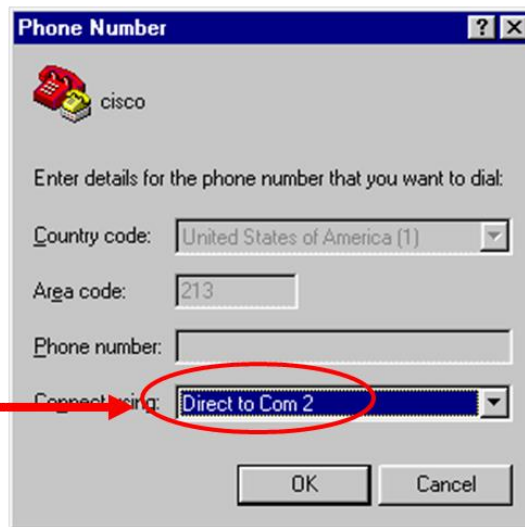 Phone Number
cisco
Enter details for the phone number that you want to dial:
Country code: United States of America (1)
Area code: 213
Phone number:
Connect using: Direct to Com 2
OK Cancel